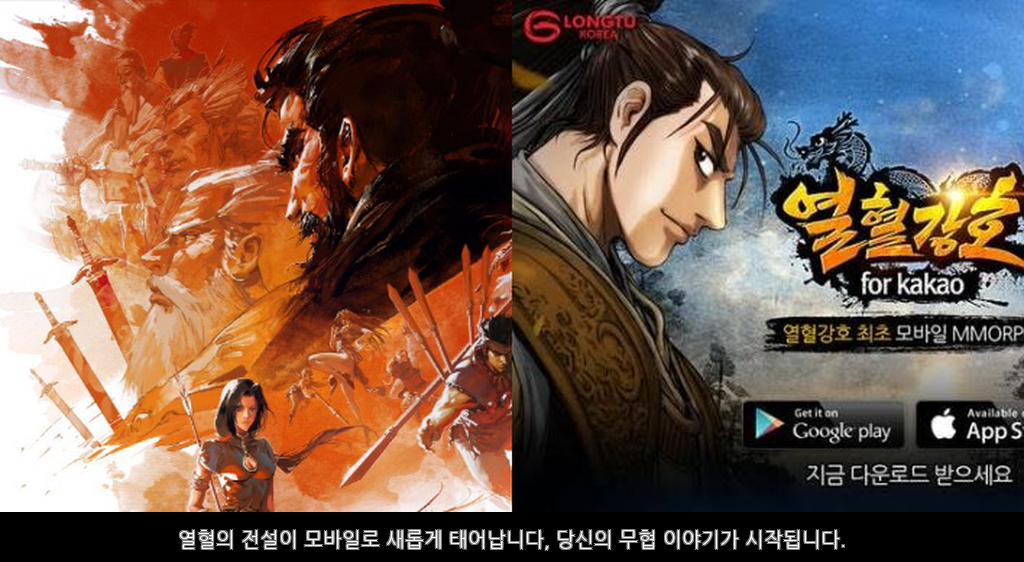 LONGTU
KOREA
열혈강호
for kakao
열혈강호 최초 모바일 MMORP
Get it on
Google play
Available
App St
지금 다운로드 받으세요
열혈의 전설이 모바일로 새롭게 태어납니다, 당신의 무협 이야기가 시작됩니다.